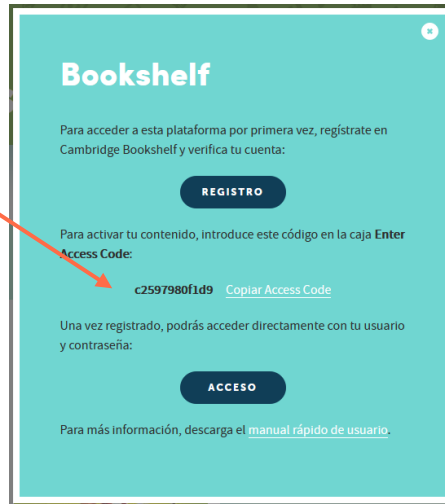 Bookshelf
Para acceder a esta plataforma por primera vez, regístrate en
Cambridge Bookshelf y verifica tu cuenta:
REGISTRO
Para activar tu contenido, introduce este código en la caja Enter
Access Code:
c2597980f1d9 Copiar Access Code
Una vez registrado, podrás acceder directamente con tu usuario
y contraseña:
ACCESO
Para más información, descarga el manual rápido de usuario.